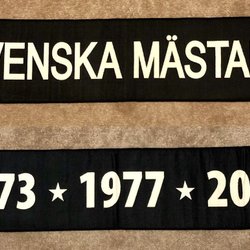 VENSKA MÄSTA
73 ★ 1977 ★ 20